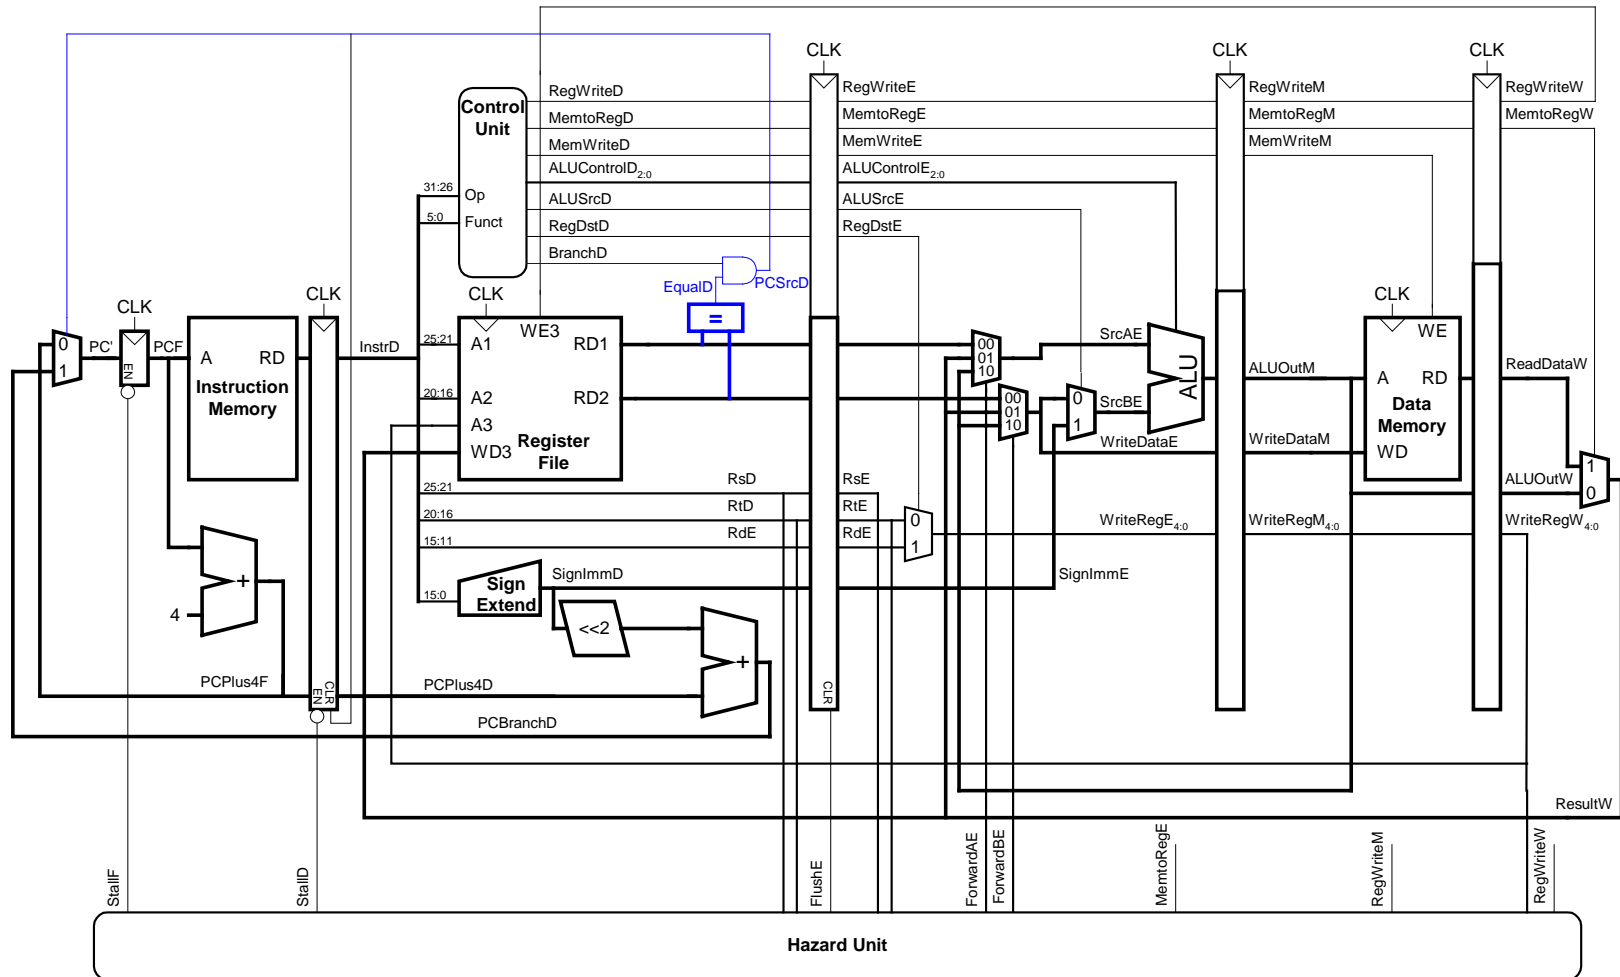 CLK
CLK
CLK
Control
Unit
RegWriteD
MemtoRegD
MemWriteD
ALUControlD2:0
ALUSrcD
RegDstD
BranchD
RegWriteE
MemtoRegE
MemWriteE
ALUControlE2:0
ALUSrcE
RegDstE
RegWriteM
MemtoRegM
MemWriteM
RegWriteW
MemtoRegW
31:26
Op
5:0
Funct
EqualD
PCSrcD
=
CLK
CLK
CLK
CLK
0
1
PC'
EN
PCF
A
RD
Instruction
Memory
InstrD
25:21
A1
WE3
RD1
20:16
A2
RD2
A3
WD3
Register
File
00
01
10
00
01
10
SrcAE
0
1
SrcBE
ALU
WriteDataE
ALUOutM
WriteDataM
A
RD
WE
Data
Memory
WD
ReadDataW
1
0
ALUOutW
25:21
RsD
RsE
20:16
RtD
RtE
15:11
RdE
RdE
0
1
WriteRegE4:0
WriteRegM4:0
WriteRegW4:0
15:0
Sign
Extend
SignImmD
SignImmE
<<2
+
4
+
PCPlus4F
EN
CLR
PCPlus4D
CLR
PCBranchD
ResultW
StallF
StallD
FlushE
ForwardAE
ForwardBE
MemtoRegE
RegWriteM
RegWriteW
Hazard Unit